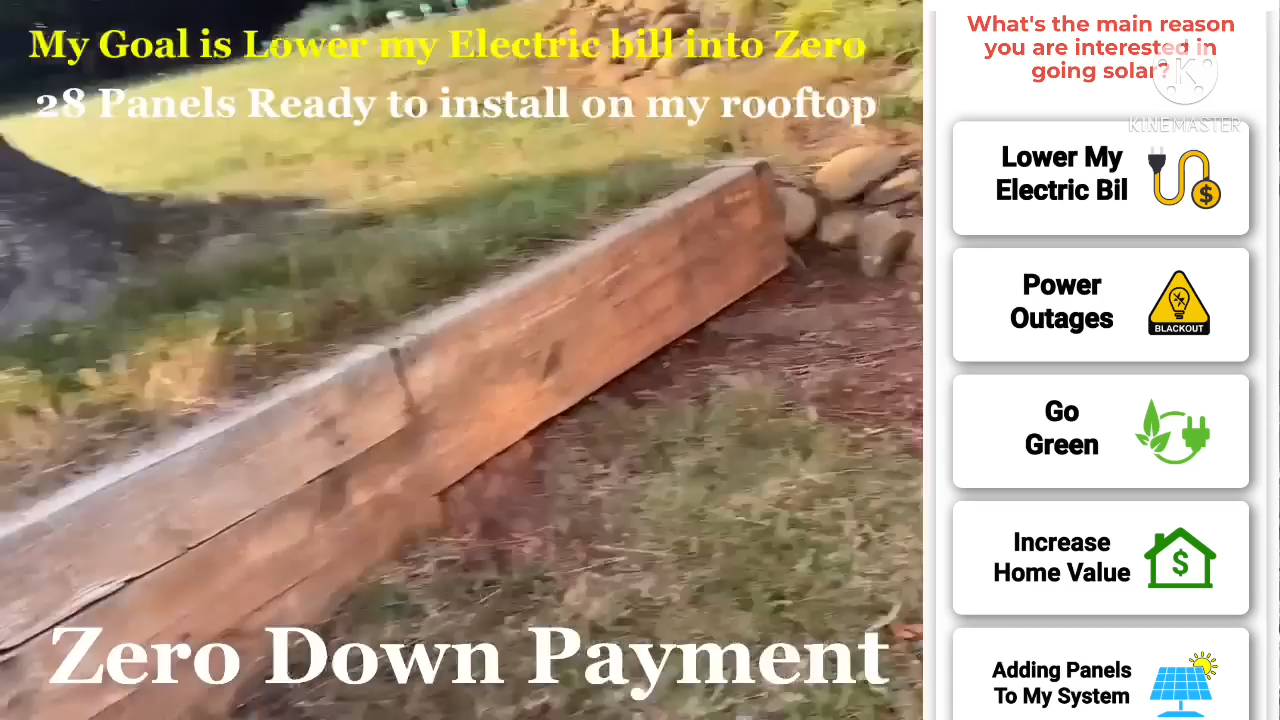 My Goal is Lower my Electric bill into Zero
28 Panels Ready to install on my rooftop
Zero Down Payment
What's the main reason
you are interested in
going solar?
K
KINEMASTER
Lower My
Electric Bil
Power
Outages
BLACKOUT
Go
Green
Increase
Home Value
Adding Panels
To My System